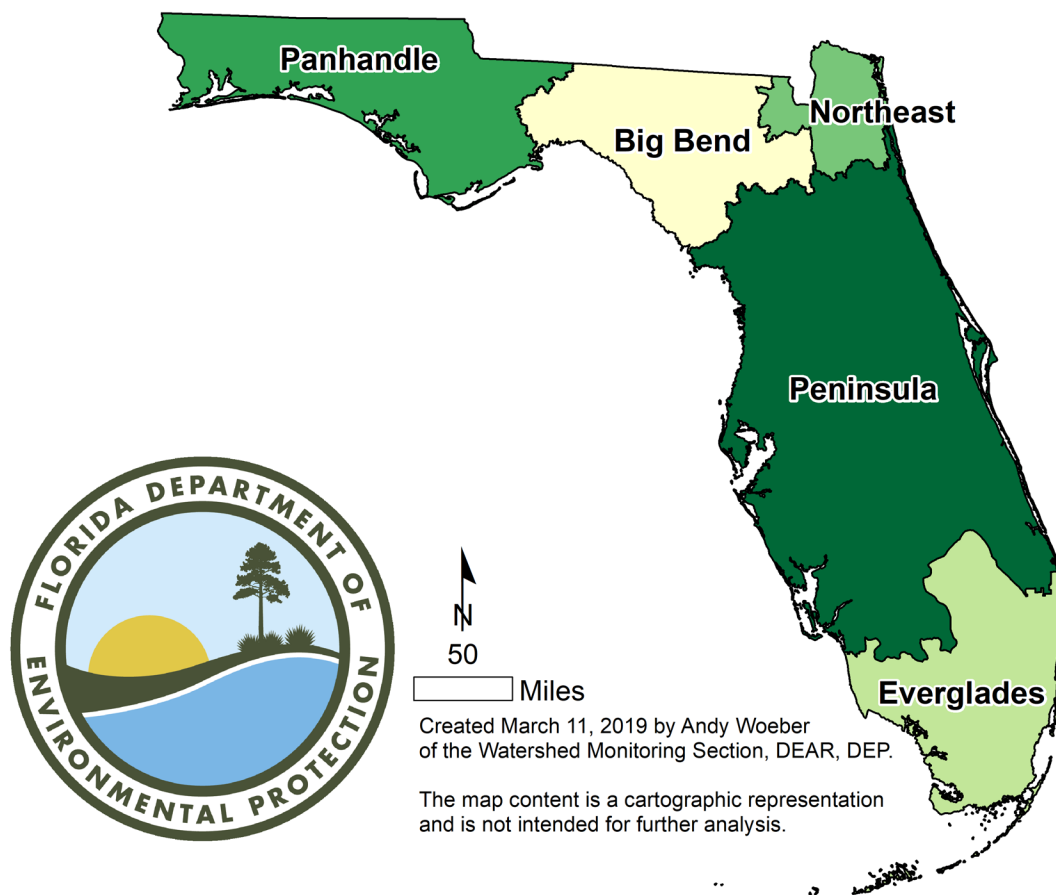 Panhandle
Northeast
Big Bend
Peninsula
FLORIDA DEPARTMENT OF
ENVIRONMENTAL PROTECTION
N
50
Miles
Everglades
Created March 11, 2019 by Andy Woeber
of the Watershed Monitoring Section, DEAR, DEP.
The map content is a cartographic representation
and is not intended for further analysis.